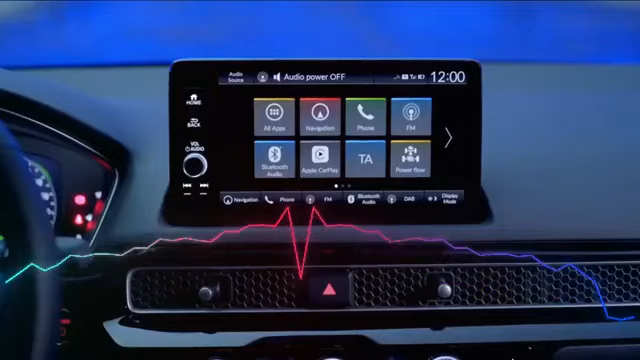 Audio
Source
Audio power OFF
12:00
HOME
BACK
VOL
AUDIO
All Apps
Navigation
Phone
FM
Bluetooth
Audio
Apple CarPlay
TA
Power flow
Navigation
Phone
FM
Bluetooth
Audio
DAB
Display
Mode